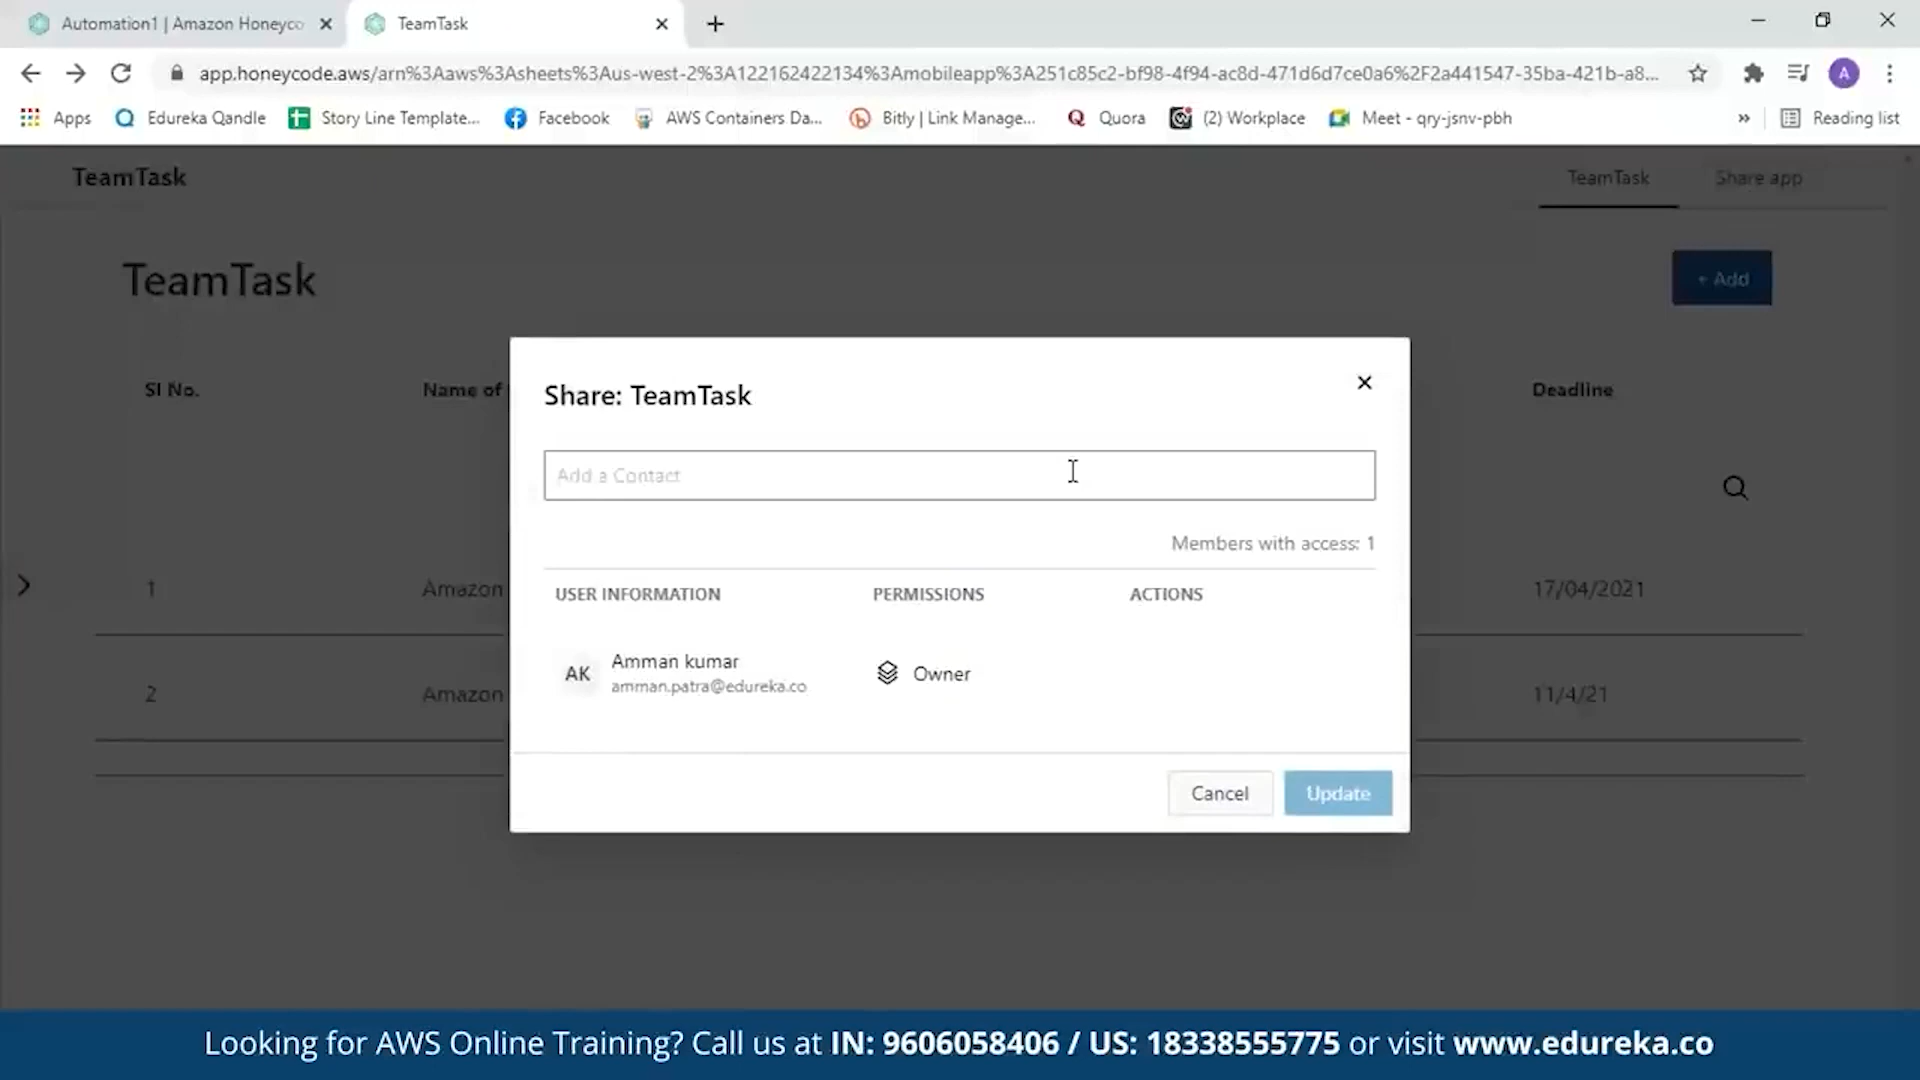 Automation1 | Amazon Honeyco
TeamTask
app.honeycode.aws/arn%3Aaws%3Asheets%3Aus-west-2%3A122162422134%3Amobileapp%3A251c85c2-bf98-4f94-ac8d-471d6d7ce0a6%2F2a441547-35ba-421b-a8...
A
Apps
Edureka Qandle
Story Line Template...
Facebook
AWS Containers Da...
Bitly | Link Manage...
Quora
(2) Workplace
Meet - qry-jsnv-pbh
»
Reading list
TeamTask
TeamTask
Share app
TeamTask
+ Add
Sl No.
Name of
Deadline
1
Amazon
17/04/2021
2
Amazon
11/4/21
Share: TeamTask
Add a Contact
Members with access: 1
USER INFORMATION
PERMISSIONS
ACTIONS
AK
Amman kumar
amman.patra@edureka.co
Owner
Cancel
Update
Looking for AWS Online Training? Call us at IN: 9606058406 / US: 18338555775 or visit www.edureka.co